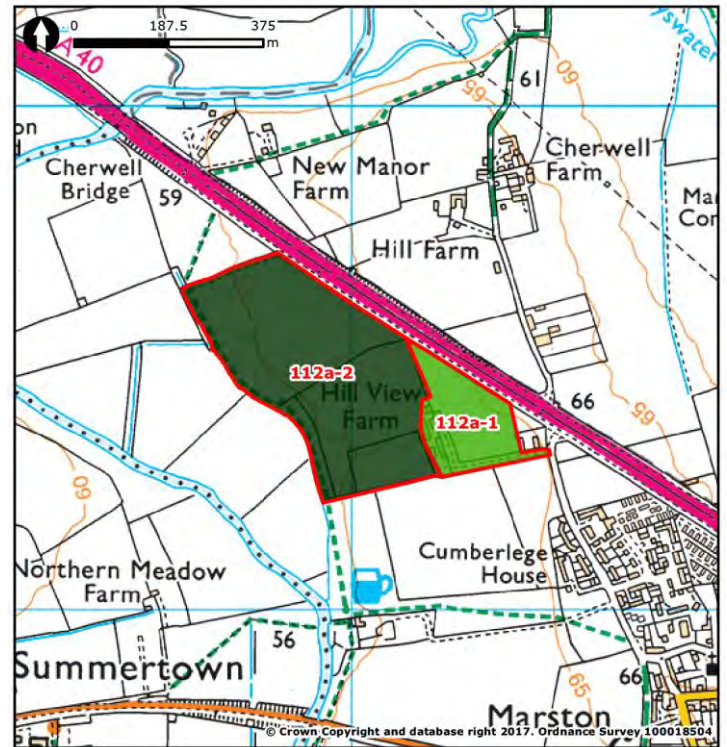 0 187.5 375
m
A 40
61
60
65
Cherwell
Bridge
59
New Manor
Farm
Cherwell
Farm
Hill Farm
112a-2
Hill View
Farm
112a-1
66
65
60
Cumberlege
House
Northern Meadow
Farm
56
Summertown
66
65
Marston
© Crown Copyright and database right 2017. Ordnance Survey 100018504